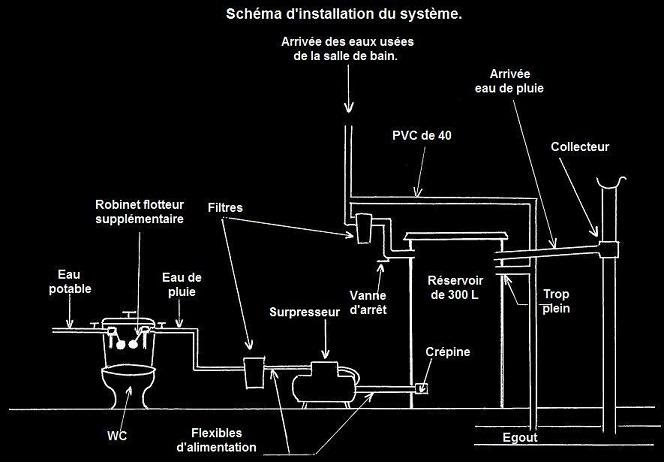 Schéma d'installation du système.
Arrivée des eaux usées
de la salle de bain.
Arrivée
eau de pluie
PVC de 40
Collecteur
Robinet flotteur
supplémentaire
Filtres
Eau
potable
Eau de
pluie
Surpresseur
Vanne
d'arrêt
Réservoir
de 300 L
Trop
plein
Crépine
WC
Flexibles
d'alimentation
Egout